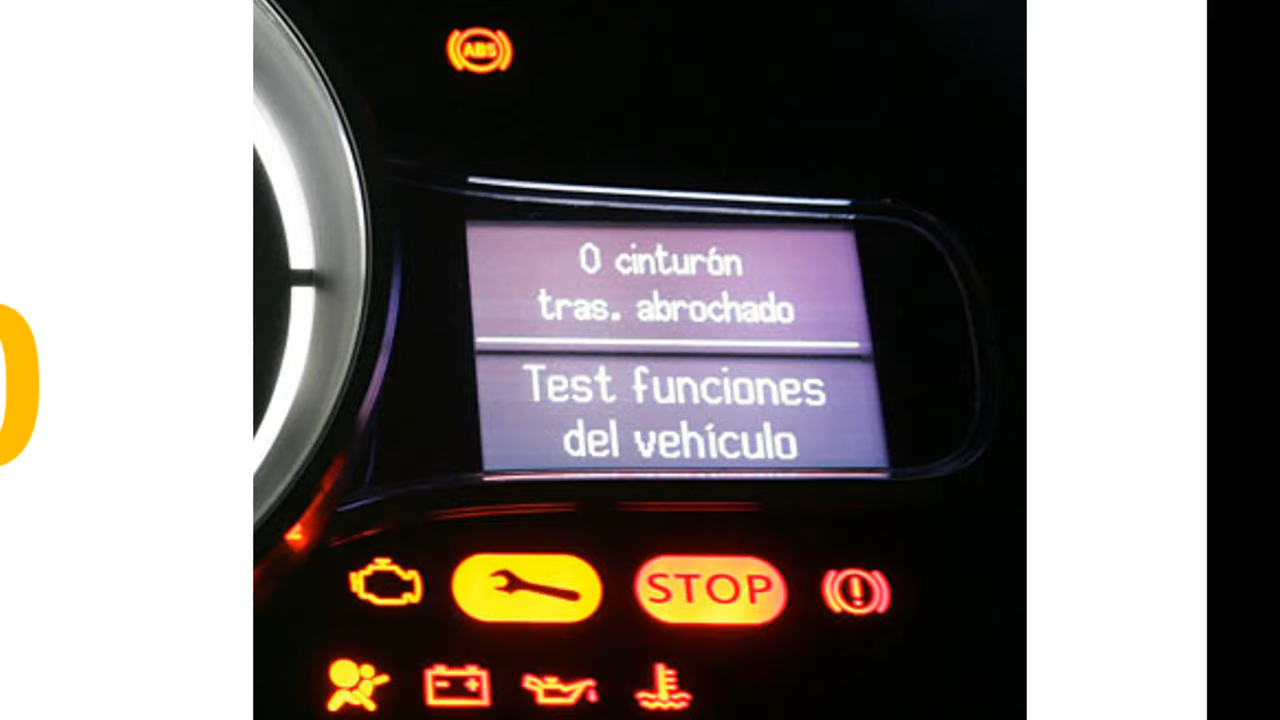 ABS
0 cinturón
tras. abrochado
Test funciones
del vehículo
STOP